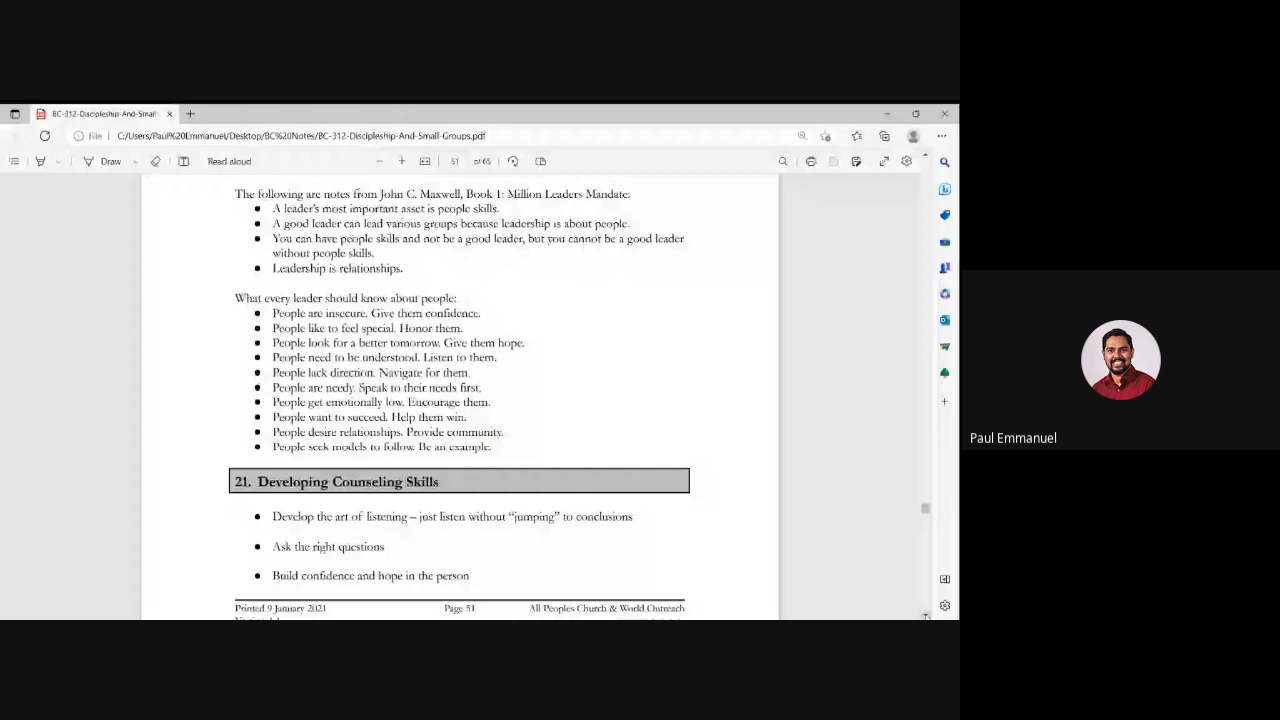 BC-312-Discipleship-And-Small-
File
C:/Users/Paul%20Emmanuel/Desktop/BC%20Notes/BC-312-Discipleship-And-Small-Groups.pdf
Draw
Read aloud
51
of 65
The following are notes from John C. Maxwell, Book 1: Million Leaders Mandate:
● A leader's most important asset is people skills.
● A good leader can lead various groups because leadership is about people.
● You can have people skills and not be a good leader, but you cannot be a good leader
without people skills.
● Leadership is relationships.
What every leader should know about people:
● People are insecure. Give them confidence.
● People like to feel special. Honor them.
● People look for a better tomorrow. Give them hope.
● People need to be understood. Listen to them.
● People lack direction. Navigate for them.
● People are needy. Speak to their needs first.
● People get emotionally low. Encourage them.
● People want to succeed. Help them win.
● People desire relationships. Provide community.
● People seek models to follow. Be an example.
21. Developing Counseling Skills
● Develop the art of listening – just listen without "jumping" to conclusions
● Ask the right questions
● Build confidence and hope in the person
Printed 9 January 2021 Page 51 All Peoples Church & World Outreach
Paul Emmanuel